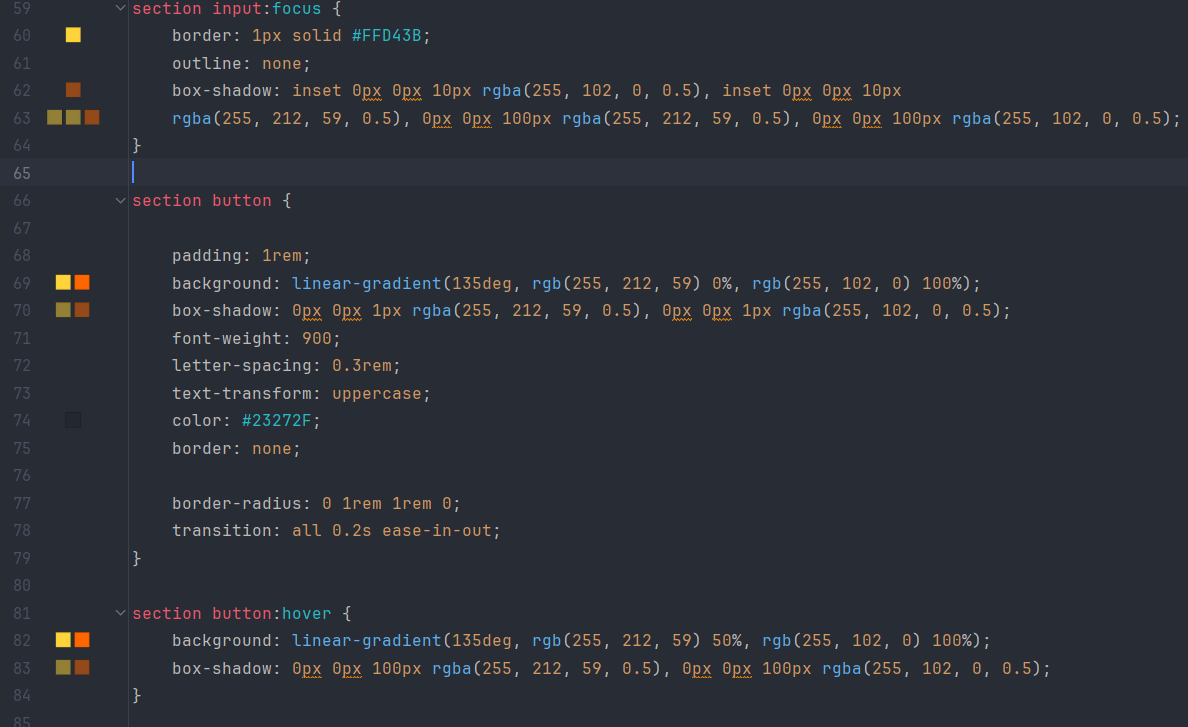 59 section input:focus {
60 border: 1px solid #FFD43B;
61 outline: none;
62 box-shadow: inset 0px 0px 10px rgba(255, 102, 0, 0.5), inset 0px 0px 10px
63 rgba(255, 212, 59, 0.5), 0px 0px 100px rgba(255, 212, 59, 0.5), 0px 0px 100px rgba(255, 102, 0, 0.5);
64 }
65
66 section button {
67
68 padding: 1rem;
69 background: linear-gradient(135deg, rgb(255, 212, 59) 0%, rgb(255, 102, 0) 100%);
70 box-shadow: 0px 0px 1px rgba(255, 212, 59, 0.5), 0px 0px 1px rgba(255, 102, 0, 0.5);
71 font-weight: 900;
72 letter-spacing: 0.3rem;
73 text-transform: uppercase;
74 color: #23272F;
75 border: none;
76
77 border-radius: 0 1rem 1rem 0;
78 transition: all 0.2s ease-in-out;
79 }
80
81 section button:hover {
82 background: linear-gradient(135deg, rgb(255, 212, 59) 50%, rgb(255, 102, 0) 100%);
83 box-shadow: 0px 0px 100px rgba(255, 212, 59, 0.5), 0px 0px 100px rgba(255, 102, 0, 0.5);
84 }
85